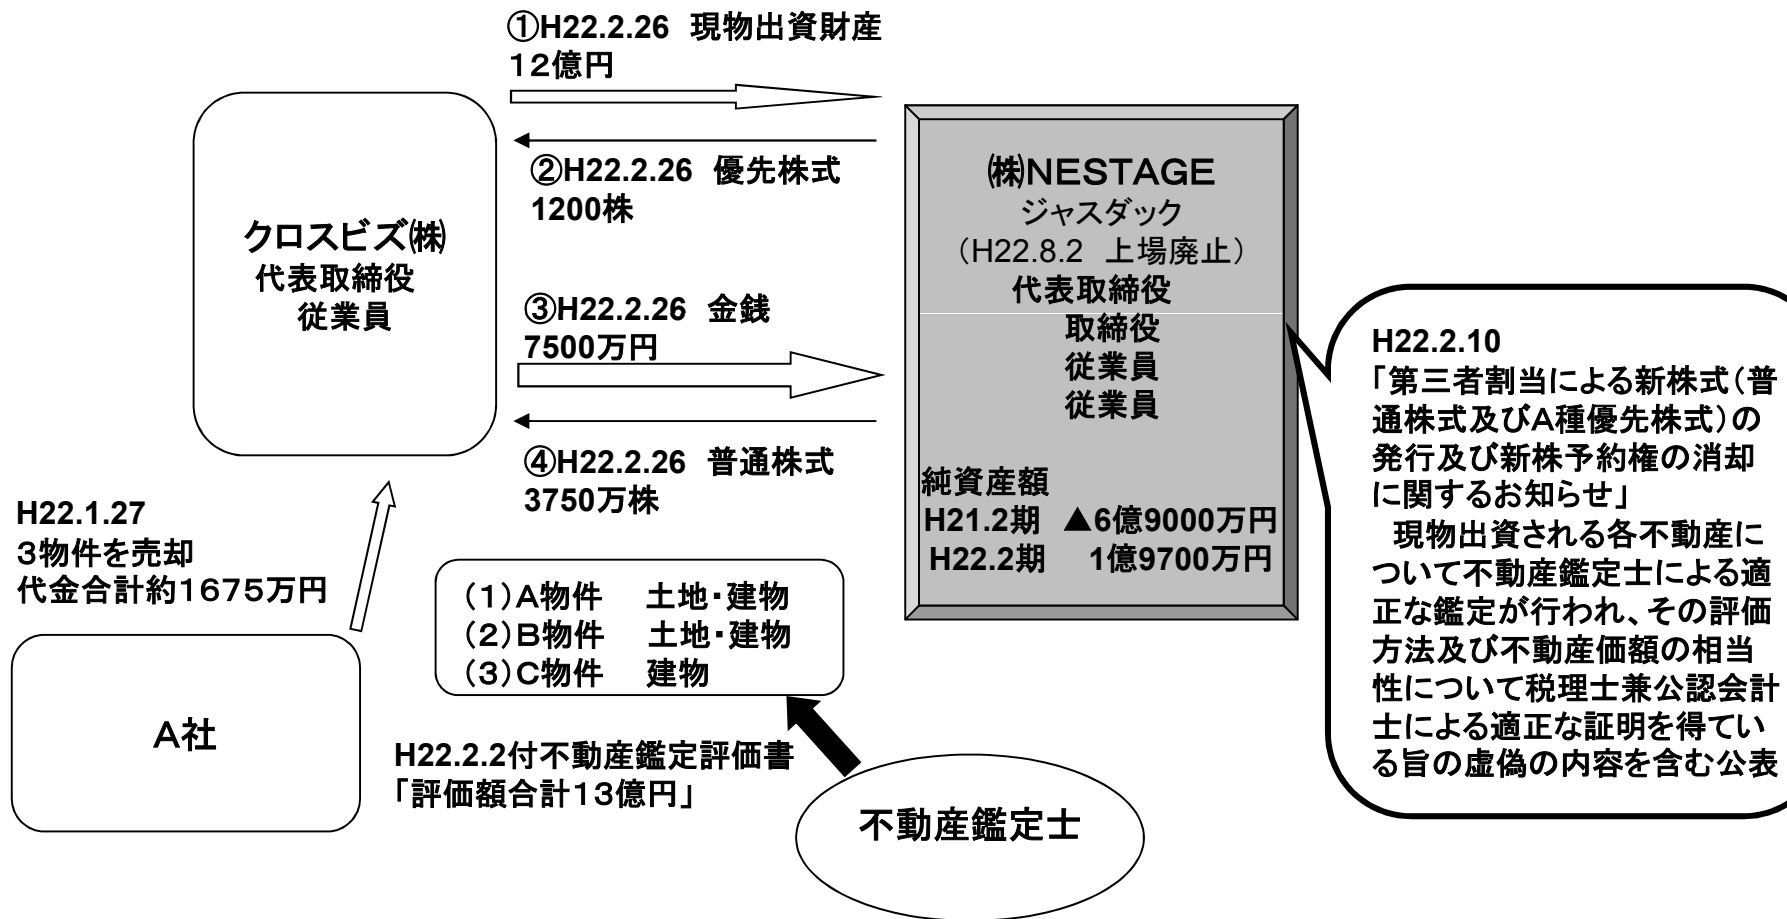 ①H22.2.26 現物出資財産
12億円
クロスビズ㈱
代表取締役
従業員
②H22.2.26 優先株式
1200株
③H22.2.26 金銭
7500万円
④H22.2.26 普通株式
3750万株
㈱NESTAGE
ジャスダック
(H22.8.2 上場廃止)
代表取締役
取締役
従業員
従業員
純資産額
H21.2期 ▲6億9000万円
H22.2期 1億9700万円
H22.2.10
「第三者割当による新株式(普
通株式及びA種優先株式)の
発行及び新株予約権の消却
に関するお知らせ」
現物出資される各不動産に
ついて不動産鑑定士による適
正な鑑定が行われ、その評価
方法及び不動産価額の相当
性について税理士兼公認会計
士による適正な証明を得てい
る旨の虚偽の内容を含む公表
H22.1.27
3物件を売却
代金合計約1675万円
A社
(1)A物件 土地・建物
(2)B物件 土地・建物
(3)C物件 建物
H22.2.2付不動産鑑定評価書
「評価額合計13億円」
不動産鑑定士